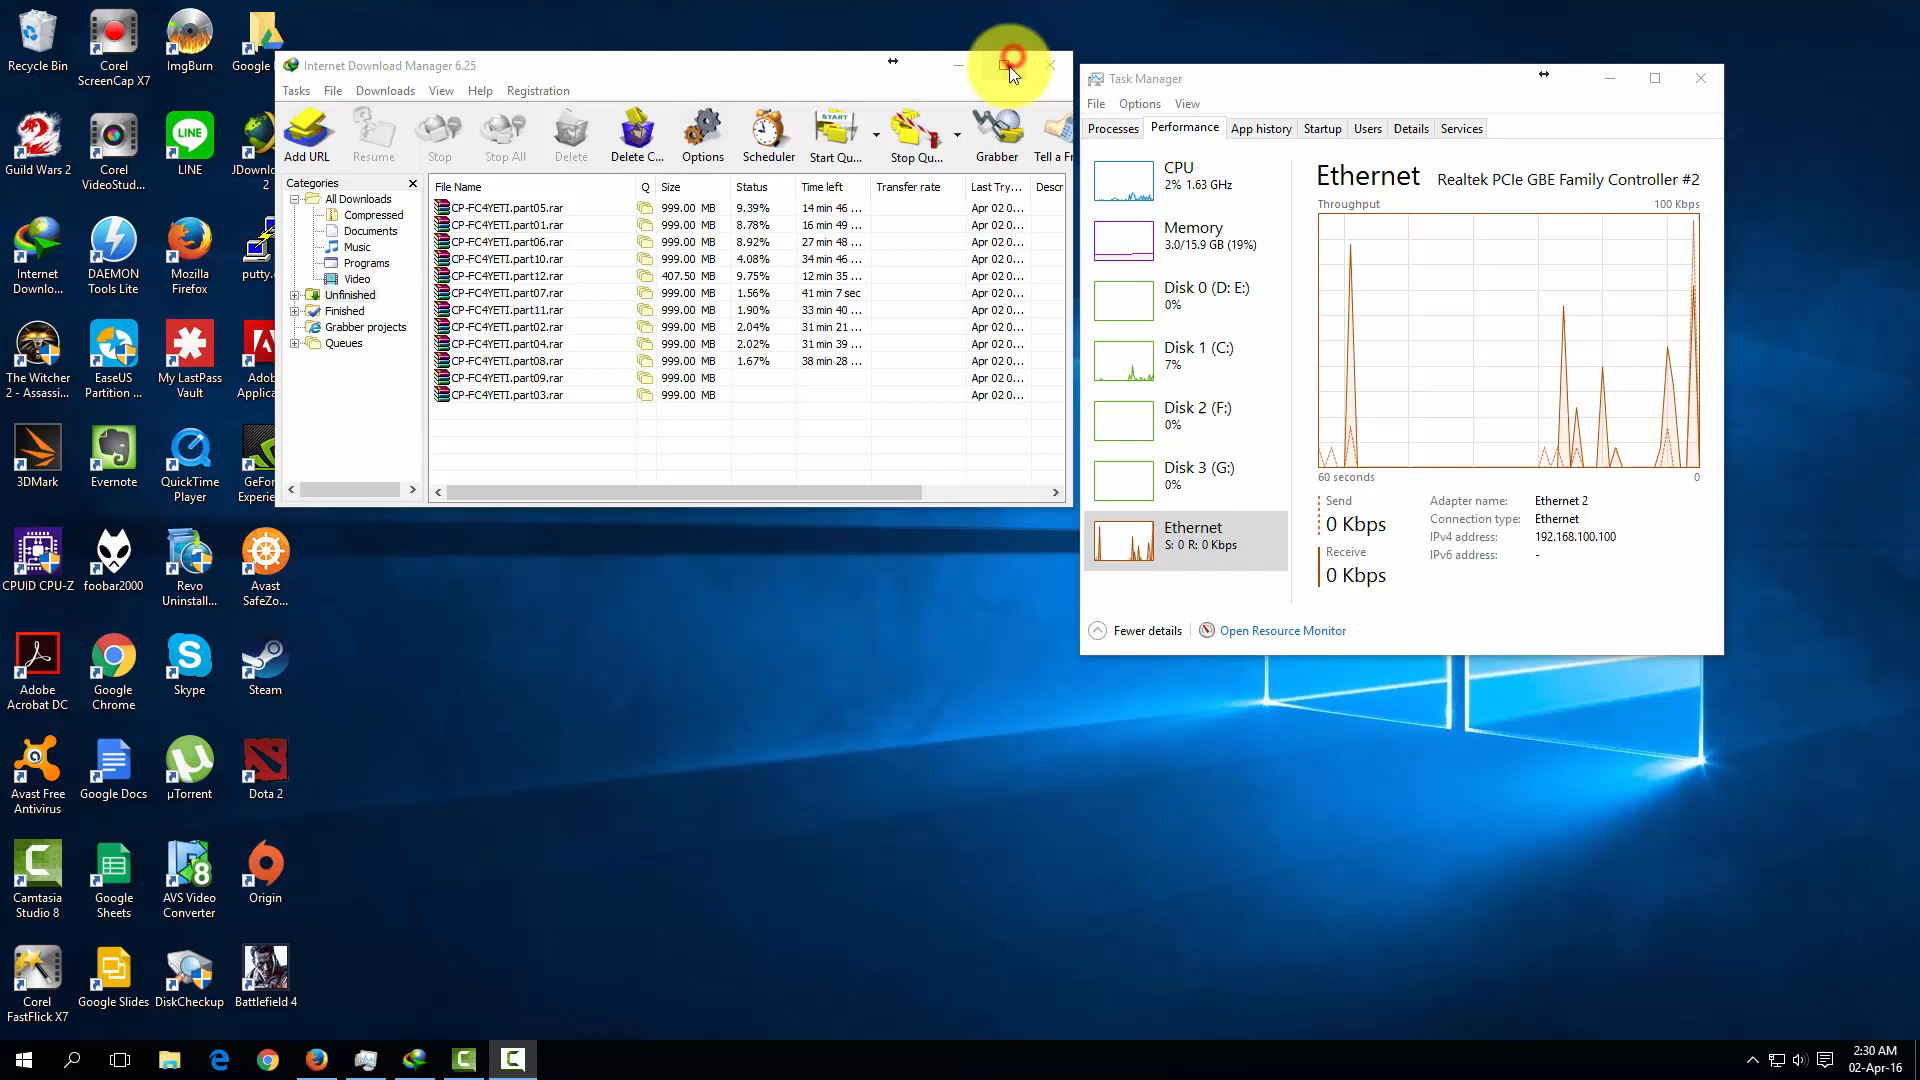 Recycle Bin
Corel
ScreenCap X7
ImgBurn
Google
Guild Wars 2
Corel
VideoStud...
LINE
JDownlo
2
Internet
Downlo...
DAEMON
Tools Lite
Mozilla
Firefox
putty.
The Witcher
2 - Assassi...
EaseUS
Partition ...
My LastPass
Vault
Adob
Applica
3DMark
Evernote
QuickTime
Player
GeFor
Experie
CPUID CPU-Z
foobar2000
Revo
Uninstall...
Avast
SafeZo...
Adobe
Acrobat DC
Google
Chrome
Skype
Steam
Avast Free
Antivirus
Google Docs
µTorrent
Dota 2
Camtasia
Studio 8
Google
Sheets
AVS Video
Converter
Origin
Corel
FastFlick X7
Google Slides
DiskCheckup
Battlefield 4
Internet Download Manager 6.25
Tasks File Downloads View Help Registration
START
Add URL Resume Stop Stop All Delete Delete C... Options Scheduler Start Qu... Stop Qu... Grabber Tell a Fr
Categories
All Downloads
Compressed
Documents
Music
Programs
Video
Unfinished
Finished
Grabber projects
Queues
File Name Q Size Status Time left Transfer rate Last Try... Descr
CP-FC4YETI.part05.rar 999.00 MB 9.39% 14 min 46 ... Apr 02 0...
CP-FC4YETI.part01.rar 999.00 MB 8.78% 16 min 49 ... Apr 02 0...
CP-FC4YETI.part06.rar 999.00 MB 8.92% 27 min 48 ... Apr 02 0...
CP-FC4YETI.part10.rar 999.00 MB 4.08% 34 min 46 ... Apr 02 0...
CP-FC4YETI.part12.rar 407.50 MB 9.75% 12 min 35 ... Apr 02 0...
CP-FC4YETI.part07.rar 999.00 MB 1.56% 41 min 7 sec Apr 02 0...
CP-FC4YETI.part11.rar 999.00 MB 1.90% 33 min 40 ... Apr 02 0...
CP-FC4YETI.part02.rar 999.00 MB 2.04% 31 min 21 ... Apr 02 0...
CP-FC4YETI.part04.rar 999.00 MB 2.02% 31 min 39 ... Apr 02 0...
CP-FC4YETI.part08.rar 999.00 MB 1.67% 38 min 28 ... Apr 02 0...
CP-FC4YETI.part09.rar 999.00 MB Apr 02 0...
CP-FC4YETI.part03.rar 999.00 MB Apr 02 0...
Task Manager
File Options View
Processes Performance App history Startup Users Details Services
CPU
2% 1.63 GHz
Memory
3.0/15.9 GB (19%)
Disk 0 (D: E:)
0%
Disk 1 (C:)
7%
Disk 2 (F:)
0%
Disk 3 (G:)
0%
Ethernet
S: 0 R: 0 Kbps
Ethernet Realtek PCIe GBE Family Controller #2
Throughput 100 Kbps
60 seconds 0
Send
0 Kbps
Receive
0 Kbps
Adapter name: Ethernet 2
Connection type: Ethernet
IPv4 address: 192.168.100.100
IPv6 address: -
Fewer details Open Resource Monitor
2:30 AM
02-Apr-16